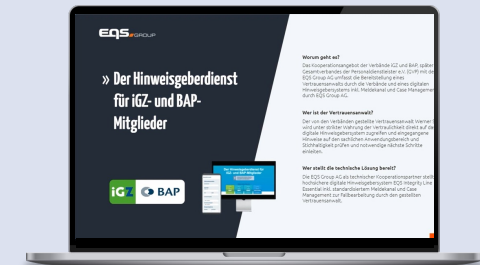 EQS GROUP
» Der Hinweisgeberdienst
für iGZ- und BAP-
Mitglieder
iGZ BAP
Worum geht es?
Das Kooperationsangebot der Verbände iGZ und BAP, später
Gesamtverbandes der Personaldienstleister e.V. (GVP) mit de
EQS Group AG umfasst die Bereitstellung eines
Vertrauensanwalts durch die Verbände und eines digitalen
Hinweisgebersystems inkl. Meldekanal und Case Managemen
durch EQS Group AG.
Wer ist der Vertrauensanwalt?
Der von den Verbänden gestellte Vertrauensanwalt Werner
wird unter strikter Wahrung der Vertraulichkeit direkt auf da
digitale Hinweisgebersystem zugreifen und eingegangene
Hinweise auf den sachlichen Anwendungsbereich und
Stichhaltigkeit prüfen und notwendige nächste Schritte
einleiten.
Wer stellt die technische Lösung bereit?
Die EQS Group AG als technischer Kooperationspartner stellt
hochsichere digitale Hinweisgebersystem EQS Integrity Line
Essential inkl. standardisiertem Meldekanal und Case
Management zur Fallbearbeitung durch den gestellten
Vertrauensanwalt.